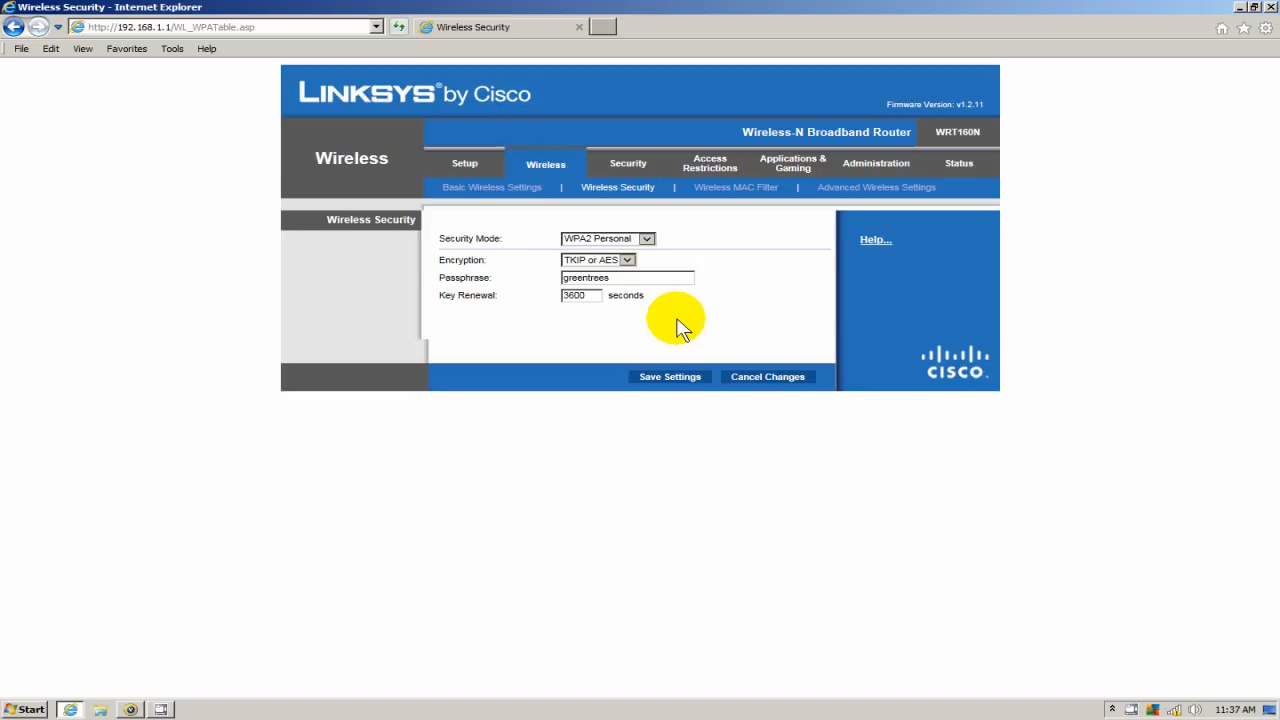 Wireless Security - Internet Explorer
http://192.168.1.1/WL_WPATable.asp
Wireless Security
File Edit View Favorites Tools Help
LINKSYS® by Cisco
Firmware Version: v1.2.11
Wireless-N Broadband Router WRT160N
Wireless
Setup Wireless Security Access Restrictions Applications & Gaming Administration Status
Basic Wireless Settings | Wireless Security | Wireless MAC Filter | Advanced Wireless Settings
Wireless Security
Security Mode: WPA2 Personal
Help...
Encryption: TKIP or AES
Passphrase: greentrees
Key Renewal: 3600 seconds
CISCO.
Save Settings Cancel Changes
Start
11:37 AM